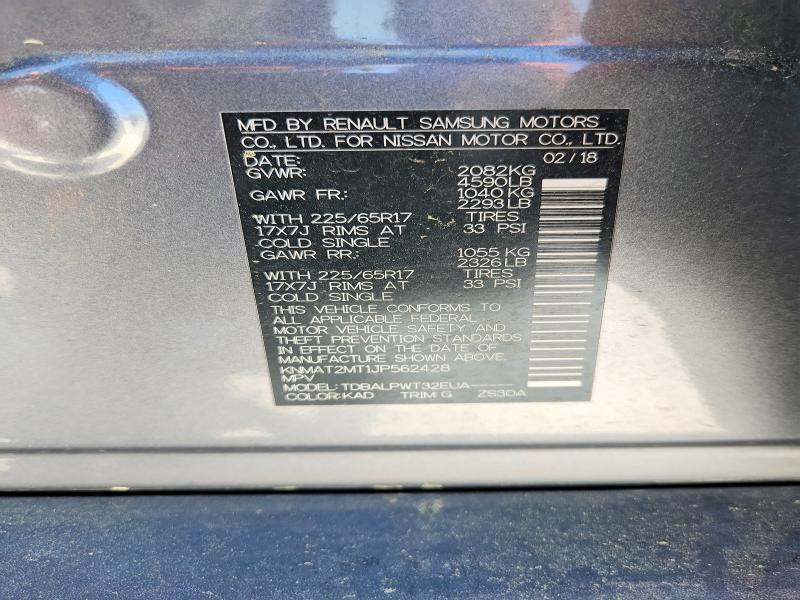 MFD BY RENAULT SAMSUNG MOTORS
CO., LTD. FOR NISSAN MOTOR CO., LTD.
DATE: 02/18
GVWR: 2082KG
4590LB
GAWR FR: 1040 KG
2293LB
WITH 225/65R17 TIRES
17X7J RIMS AT 33 PSI
COLD SINGLE
GAWR RR: 1055 KG
2326LB
WITH 225/65R17 TIRES
17X7J RIMS AT 33 PSI
COLD SINGLE
THIS VEHICLE CONFORMS TO
ALL APPLICABLE FEDERAL
MOTOR VEHICLE SAFETY AND
THEFT PREVENTION STANDARDS
IN EFFECT ON THE DATE OF
MANUFACTURE SHOWN ABOVE.
KNMAT2MT1JP562428
MPV
MODEL: TDBALPWT32EUA-----
COLOR:KAD TRIM:G ZS30A